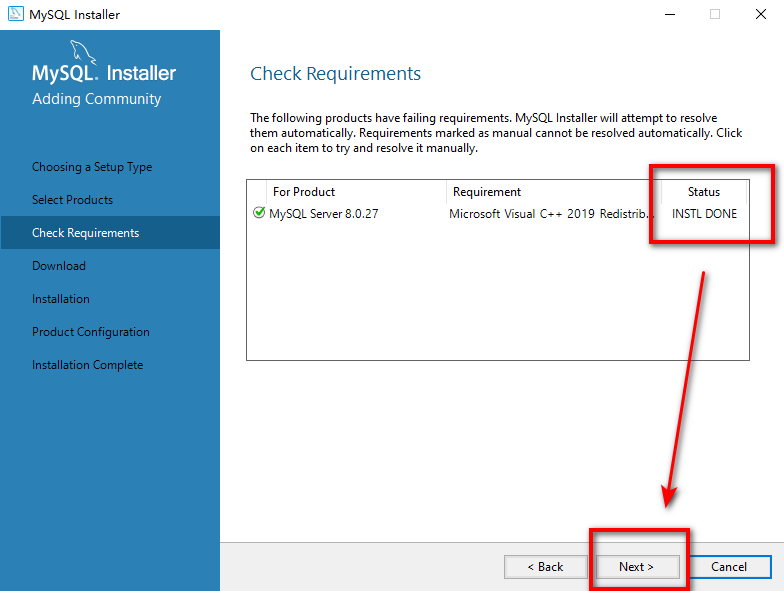 MySQL Installer
MySQL. Installer
Adding Community
Choosing a Setup Type
Select Products
Check Requirements
Download
Installation
Product Configuration
Installation Complete
Check Requirements
The following products have failing requirements. MySQL Installer will attempt to resolve
them automatically. Requirements marked as manual cannot be resolved automatically. Click
on each item to try and resolve it manually.
For Product Requirement Status
MySQL Server 8.0.27 Microsoft Visual C++ 2019 Redistrib... INSTL DONE
< Back Next > Cancel